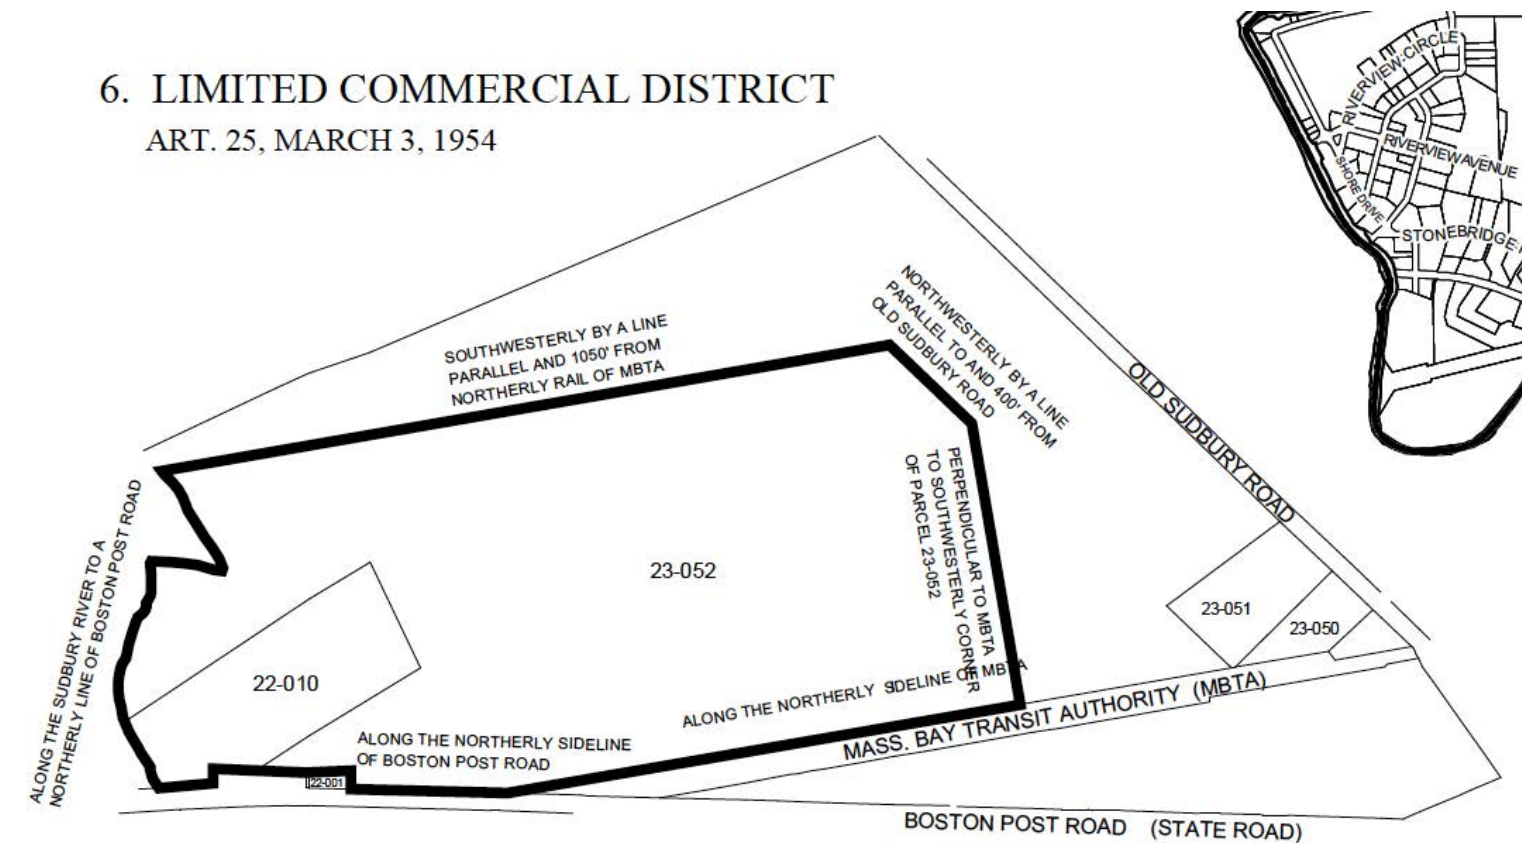 6. LIMITED COMMERCIAL DISTRICT
ART. 25, MARCH 3, 1954
RIVERVIEW CIRCLE
RIVERVIEW AVENUE
SHORE DRIVE
STONEBRIDGE
SOUTHWESTERLY BY A LINE
PARALLEL AND 1050' FROM
NORTHERLY RAIL OF MBTA
NORTHWESTERLY BY A LINE
PARALLEL TO AND 400' FROM
OLD SUDBURY ROAD
OLD SUDBURY ROAD
PERPENDICULAR TO MBTA
TO SOUTHWESTERLY CORNER
OF PARCEL 23-052
ALONG THE SUDBURY RIVER TO A
NORTHERLY LINE OF BOSTON POST ROAD
23-052
23-051
23-050
22-010
ALONG THE NORTHERLY SIDELINE OF MBTA
MASS. BAY TRANSIT AUTHORITY (MBTA)
ALONG THE NORTHERLY SIDELINE
OF BOSTON POST ROAD
22-001
BOSTON POST ROAD (STATE ROAD)